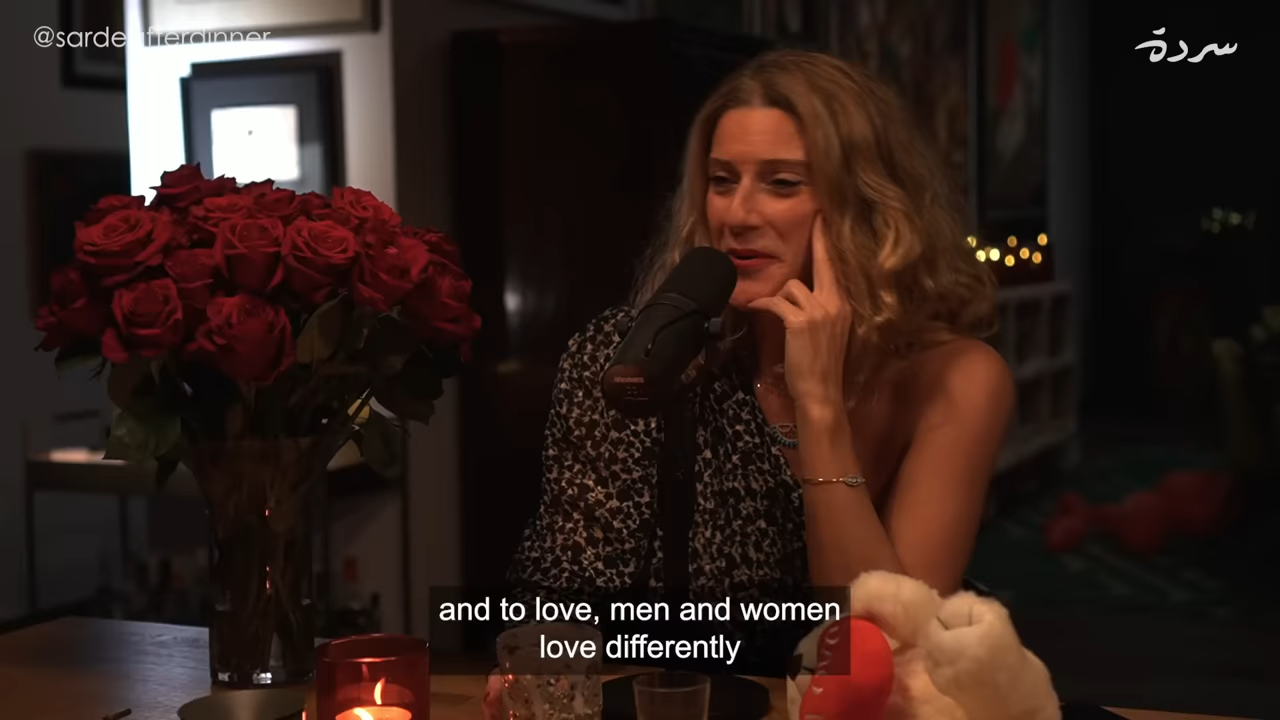 @sardeafterdinner
سردة
and to love, men and women
love differently